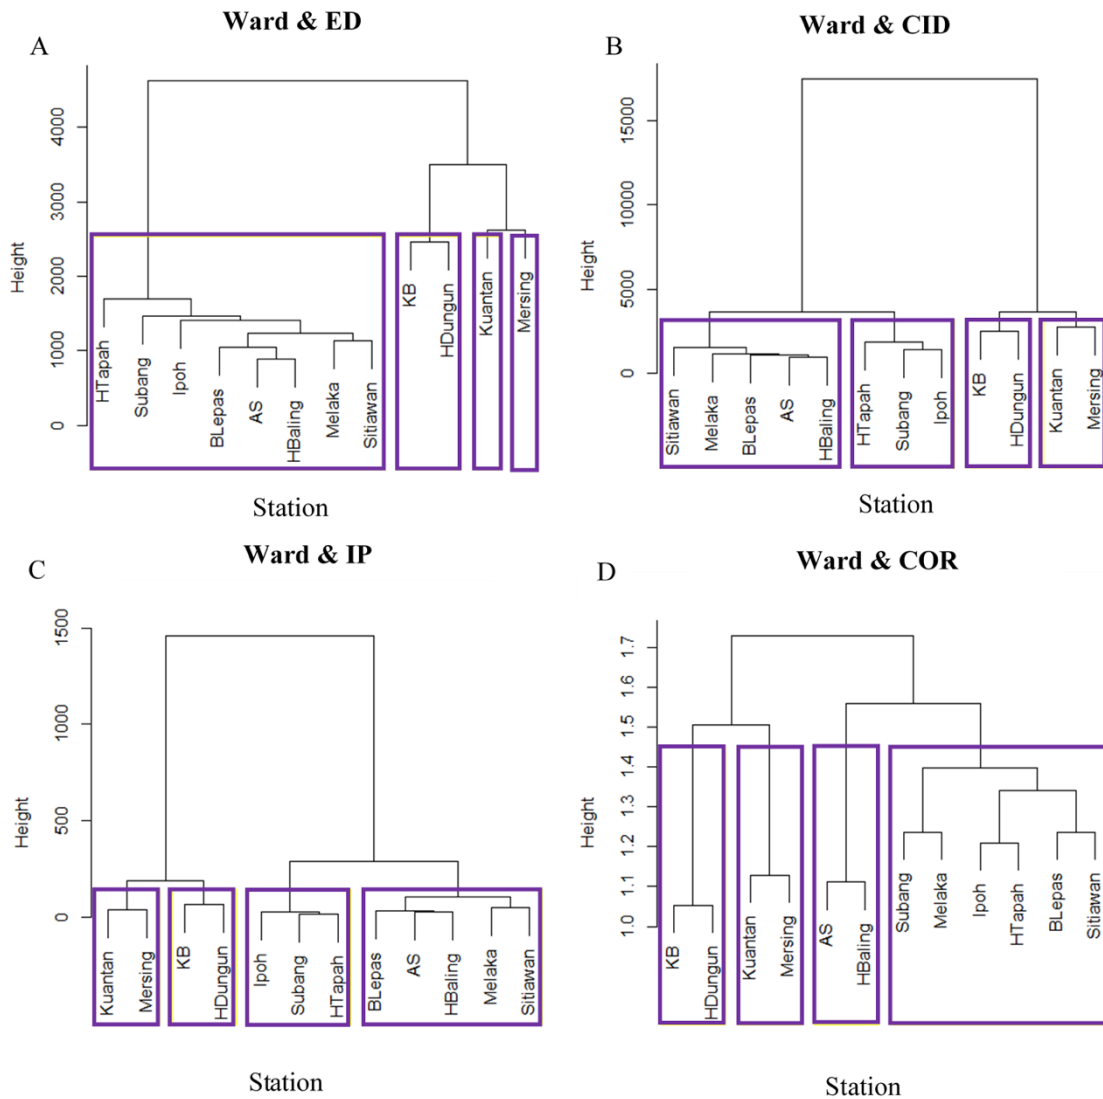 Ward & ED
A
Height
4000
3000
2000
1000
0
HTapah
Subang
Ipoh
BLepas
AS
HBaling
Melaka
Sitiawan
KB
HDungun
Kuantan
Mersing
Station
Ward & CID
B
Height
15000
10000
5000
0
Sitiawan
Melaka
BLepas
AS
HBaling
HTapah
Subang
Ipoh
KB
HDungun
Kuantan
Mersing
Station
Ward & IP
C
Height
1500
1000
500
0
Kuantan
Mersing
KB
HDungun
Ipoh
Subang
HTapah
BLepas
AS
HBaling
Melaka
Sitiawan
Station
Ward & COR
D
Height
1.7
1.6
1.5
1.4
1.3
1.2
1.1
1.0
KB
HDungun
Kuantan
Mersing
AS
HBaling
Subang
Melaka
Ipoh
HTapah
BLepas
Sitiawan
Station